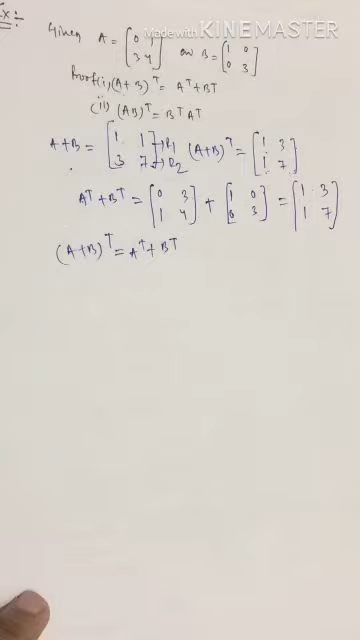 Made with KINEMASTER
Ex:-
Given A = [0 1; 3 4] and B = [1 0; 0 3]
Proof (i) (A+B)^T = A^T + B^T
(ii) (AB)^T = B^T A^T
A+B = [1 1; 3 7] → R1 → R2 (A+B)^T = [1 3; 1 7]
A^T + B^T = [0 3; 1 4] + [1 0; 0 3] = [1 3; 1 7]
(A+B)^T = A^T + B^T